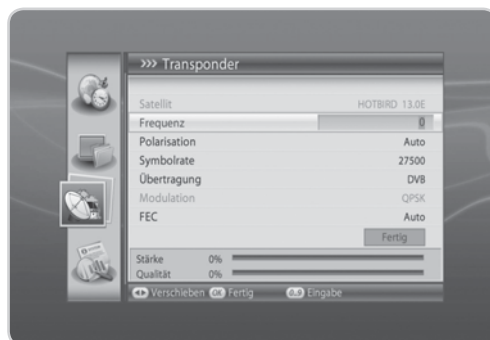 >>> Transponder
Satellit HOTBIRD 13.0E
Frequenz 0
Polarisation Auto
Symbolrate 27500
Übertragung DVB
Modulation QPSK
FEC Auto
Fertig
Stärke 0%
Qualität 0%
Verschieben OK Fertig 0..9 Eingabe